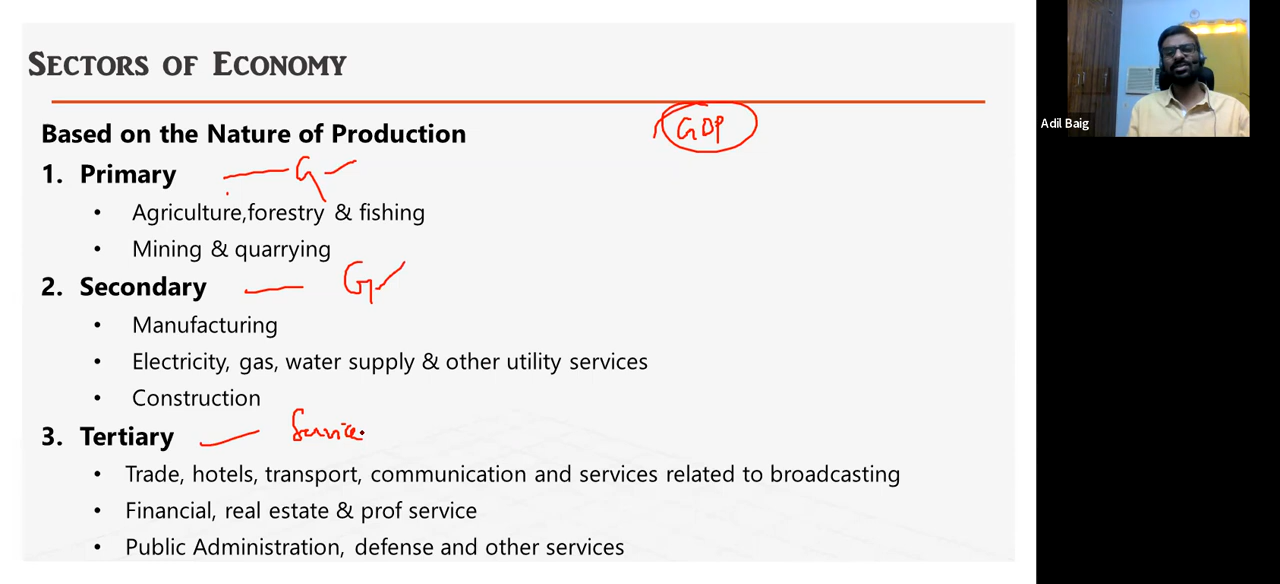 SECTORS OF ECONOMY
Based on the Nature of Production
GDP
1. Primary — G
• Agriculture,forestry & fishing
• Mining & quarrying
2. Secondary — G
• Manufacturing
• Electricity, gas, water supply & other utility services
• Construction
3. Tertiary — Service
• Trade, hotels, transport, communication and services related to broadcasting
• Financial, real estate & prof service
• Public Administration, defense and other services
Adil Baig